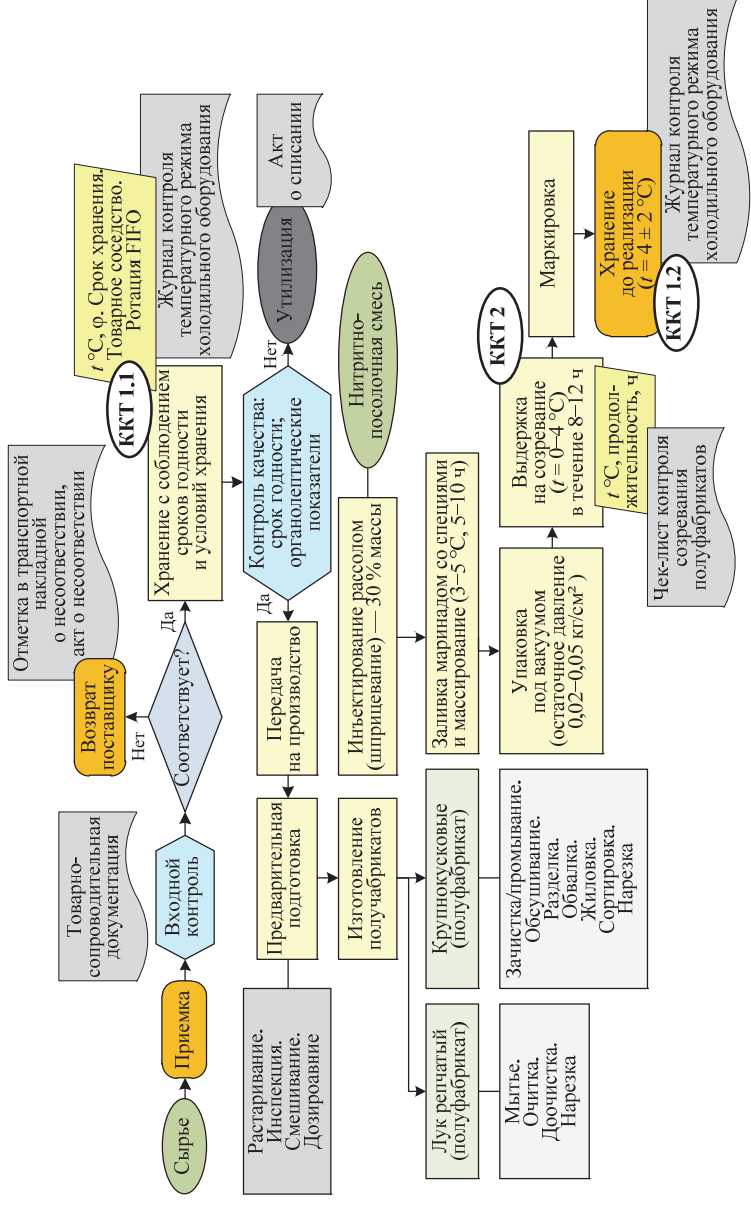 Сырье
Приемка
Товарно-
сопроводительная
документация
Входной
контроль
Соответствует?
Нет
Возврат
поставщику
Отметка в транспортной
накладной
о несоответствии,
акт о несоответствии
Да
Хранение с соблюдением
сроков годности
и условий хранения
ККТ 1.1
t °C, φ. Срок хранения.
Товарное соседство.
Ротация FIFO
Журнал контроля
температурного режима
холодильного оборудования
Контроль качества:
срок годности;
органолептические
показатели
Нет
Утилизация
Акт
о списании
Да
Передача
на производство
Предварительная
подготовка
Растаривание.
Инспекция.
Смешивание.
Дозироавние
Изготовление
получабрикатов
Лук репчатый
(полуфабрикат)
Мытье.
Очитка.
Доочистка.
Нарезка
Крупнокусковые
(полуфабрикат)
Зачистка/промывание.
Обсушивание.
Разделка.
Обвалка.
Жиловка.
Сортировка.
Нарезка
Инъектирование рассолом
(шприцевание) — 30 % массы
Нитритно-
посолочная смесь
Заливка маринадом со специями
и массирование (3–5 °C, 5–10 ч)
Упаковка
под вакуумом
(остаточное давление
0,02–0,05 кг/см²)
Выдержка
на созревание
(t = 0–4 °C)
в течение 8–12 ч
ККТ 2
t °C, продол-
жительность, ч
Чек-лист контроля
созревания
полуфабрикатов
Маркировка
Хранение
до реализации
(t = 4 ± 2 °C)
ККТ 1.2
Журнал контроля
температурного режима
холодильного оборудования